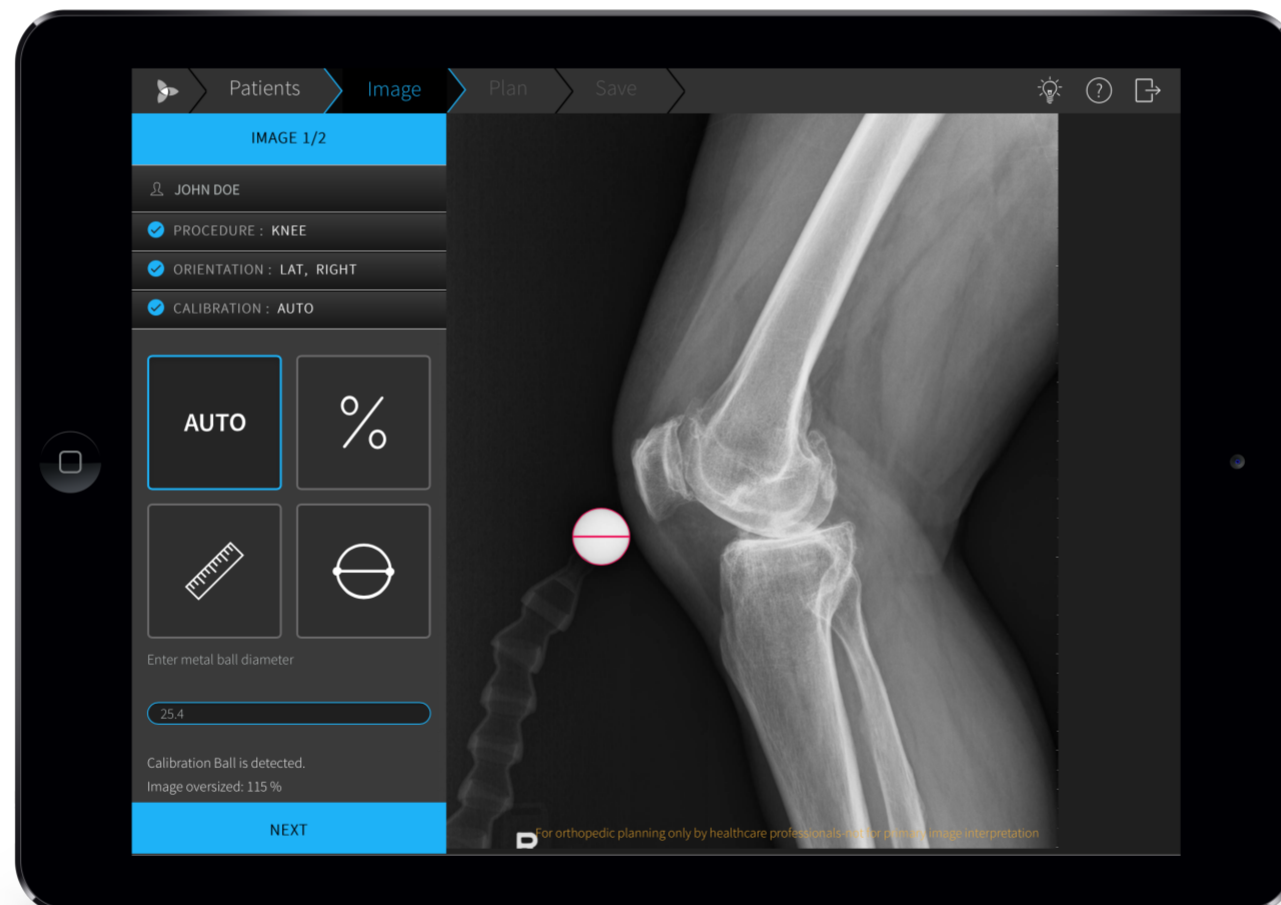 Patients Image Plan Save
IMAGE 1/2
JOHN DOE
PROCEDURE : KNEE
ORIENTATION : LAT, RIGHT
CALIBRATION : AUTO
AUTO %
Enter metal ball diameter
25.4
Calibration Ball is detected.
Image oversized: 115 %
NEXT
R
For orthopedic planning only by healthcare professionals-not for primary image interpretation